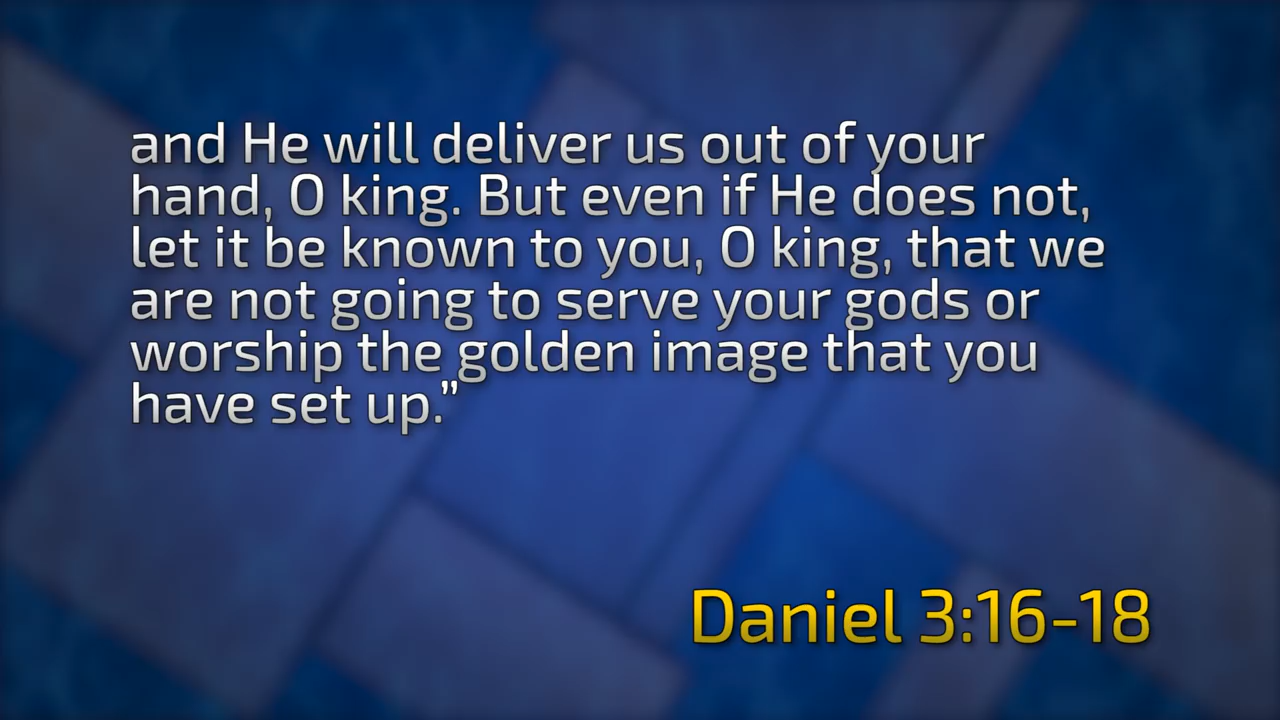 and He will deliver us out of your
hand, O king. But even if He does not,
let it be known to you, O king, that we
are not going to serve your gods or
worship the golden image that you
have set up.”
Daniel 3:16-18